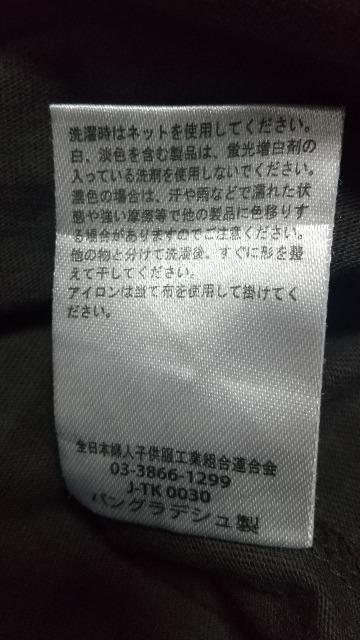 洗濯時はネットを使用してください。
白、淡色を含む製品は、蛍光増白剤の
入っている洗剤を使用しないでください。
濃色の場合は、汗や雨などで濡れた状
態や強い摩擦等で他の製品に色移りす
る場合がありますのでご注意ください。
他の物と分けて洗濯後、すぐに形を整
えて干してください。
アイロンは当て布を使用して掛けてく
ださい。
全日本婦人子供服工業組合連合会
03-3866-1299
J-TK 0030
バングラデシュ製